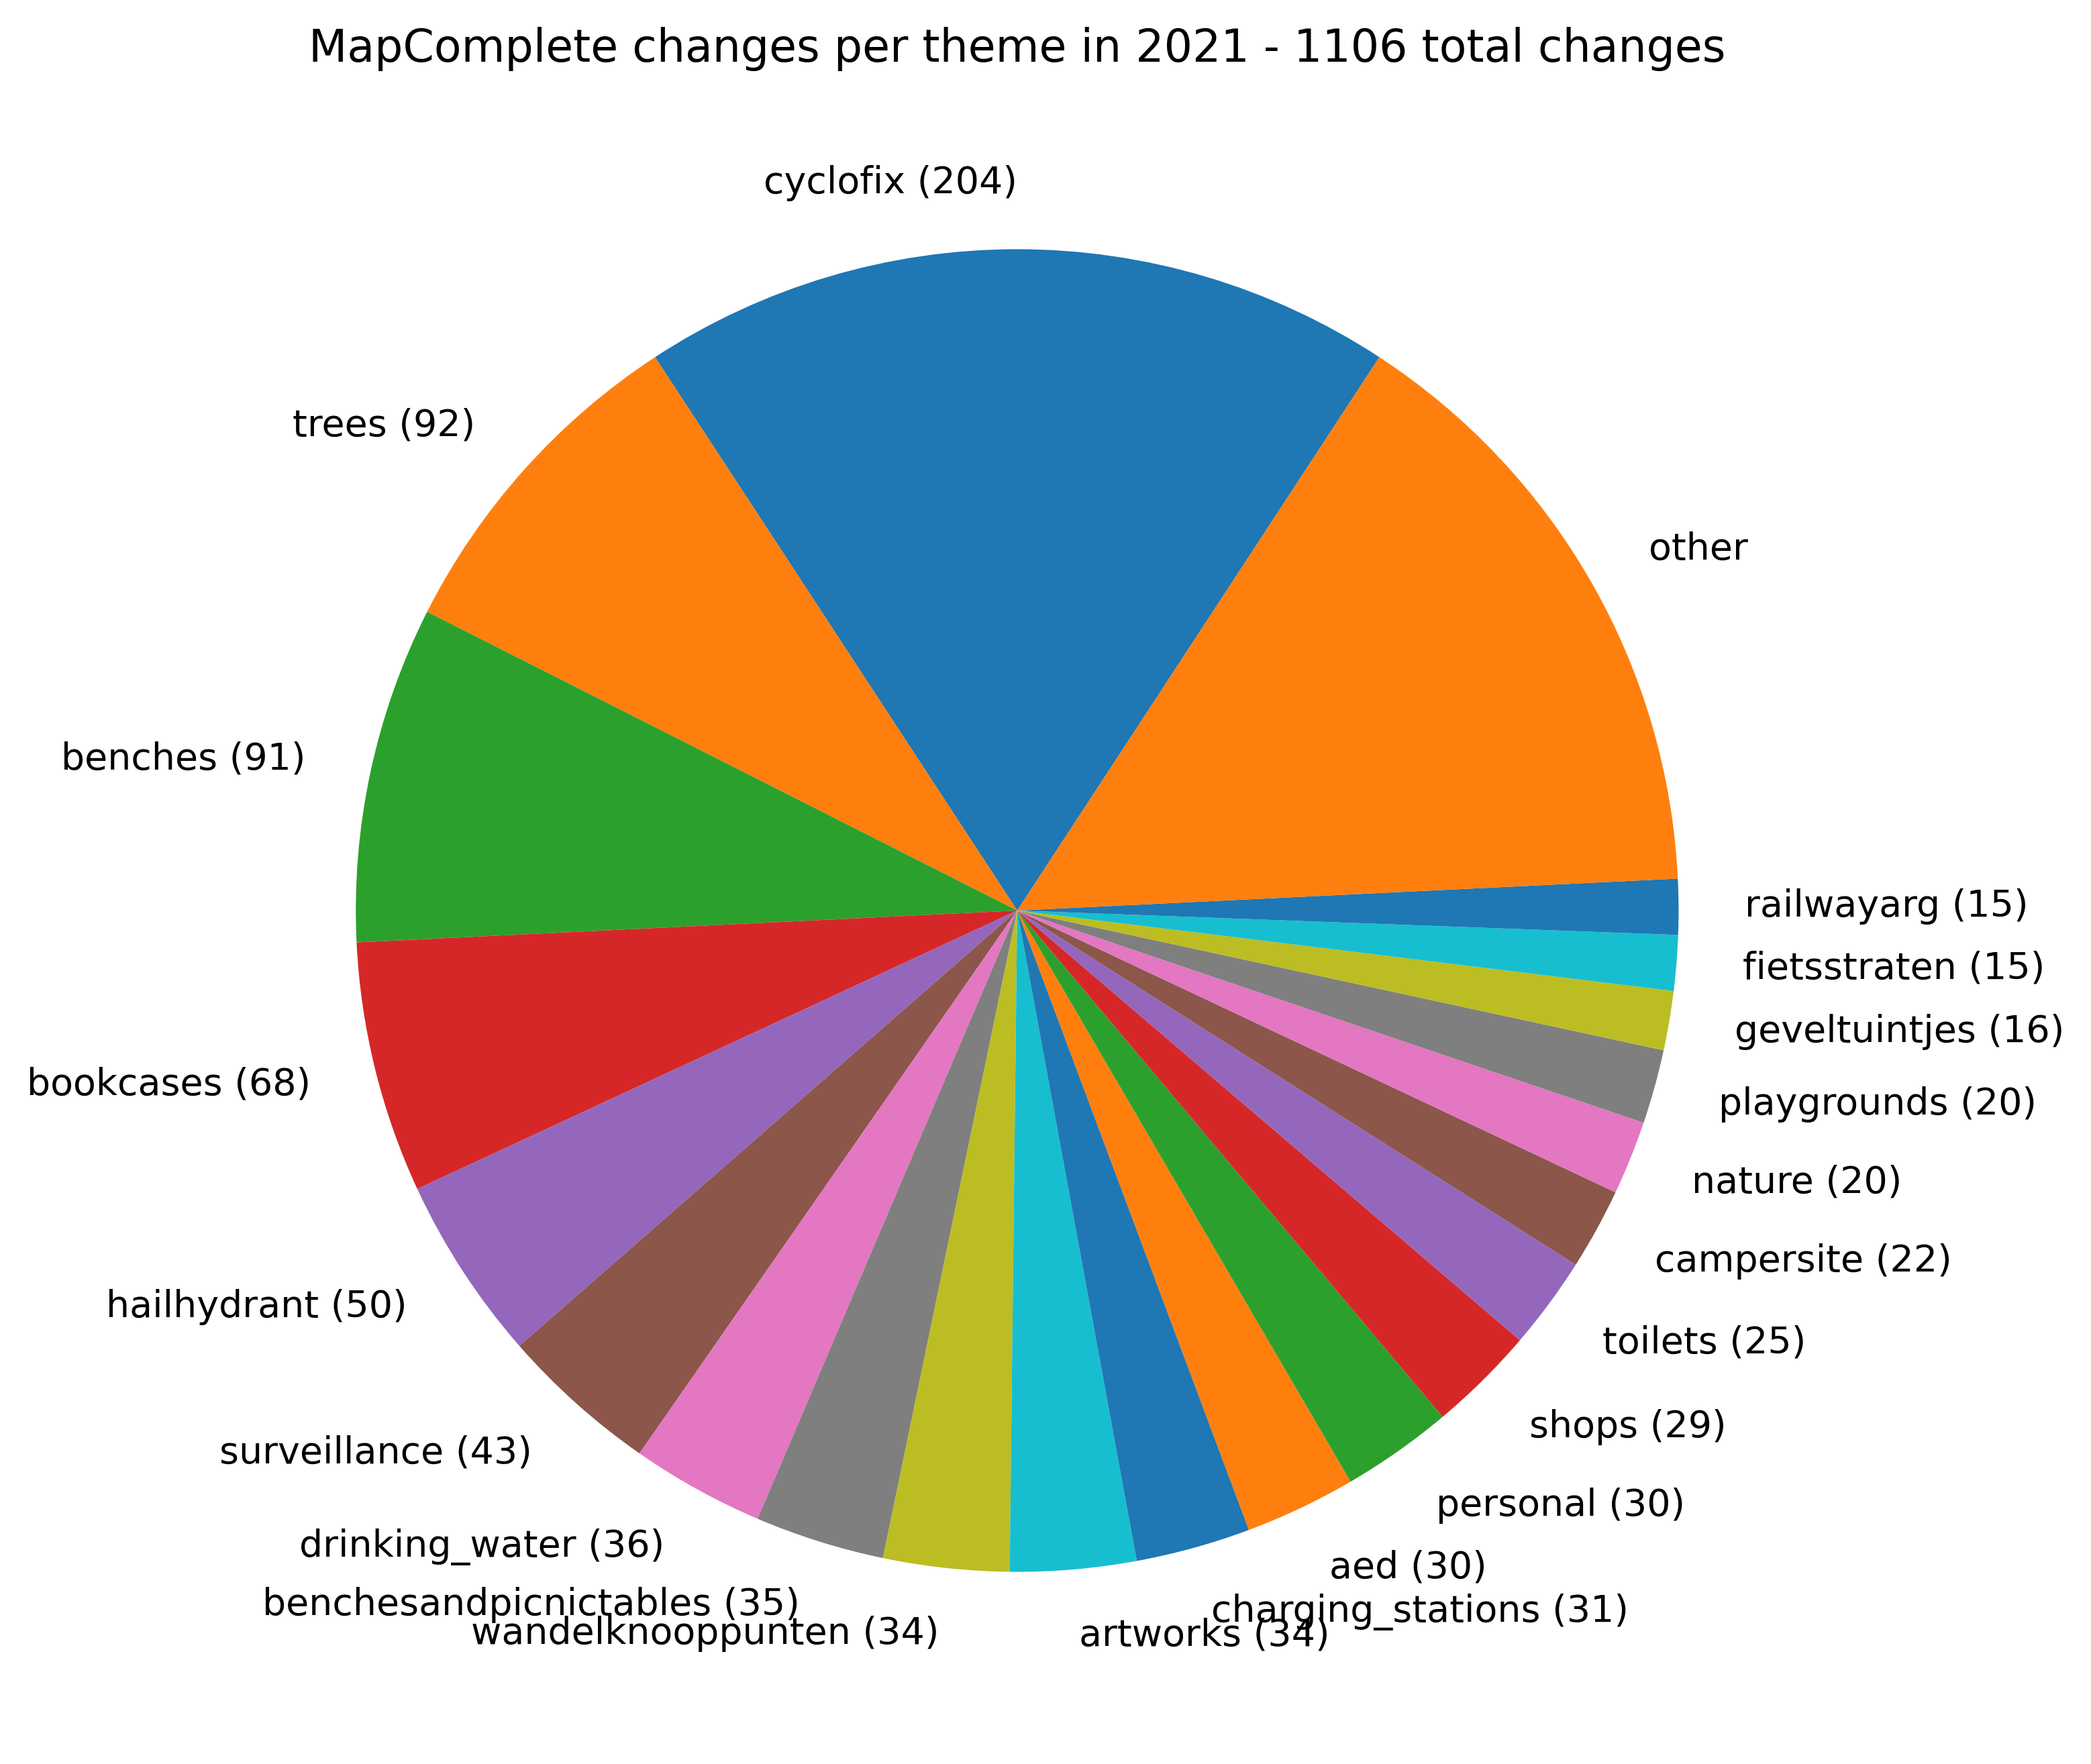 MapComplete changes per theme in 2021 - 1106 total changes
cyclofix (204)
trees (92)
benches (91)
bookcases (68)
hailhydrant (50)
surveillance (43)
drinking_water (36)
benchesandpicnictables (35)
wandelknooppunten (34)
artworks (34)
charging_stations (31)
aed (30)
personal (30)
shops (29)
toilets (25)
campersite (22)
nature (20)
playgrounds (20)
geveltuintjes (16)
fietsstraten (15)
railwayarg (15)
other